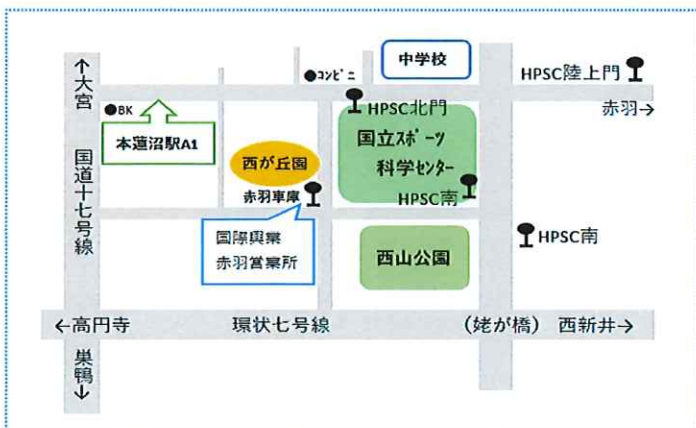 中学校
↑大宮
●コンビニ
HPSC陸上門
●BK
HPSC北門
赤羽→
本蓮沼駅A1
国立スポーツ
科学センター
西が丘園
国道十七号線
赤羽車庫
HPSC南
国際興業
赤羽営業所
西山公園
HPSC南
←高円寺
環状七号線
(姥が橋)
西新井→
巣鴨↓